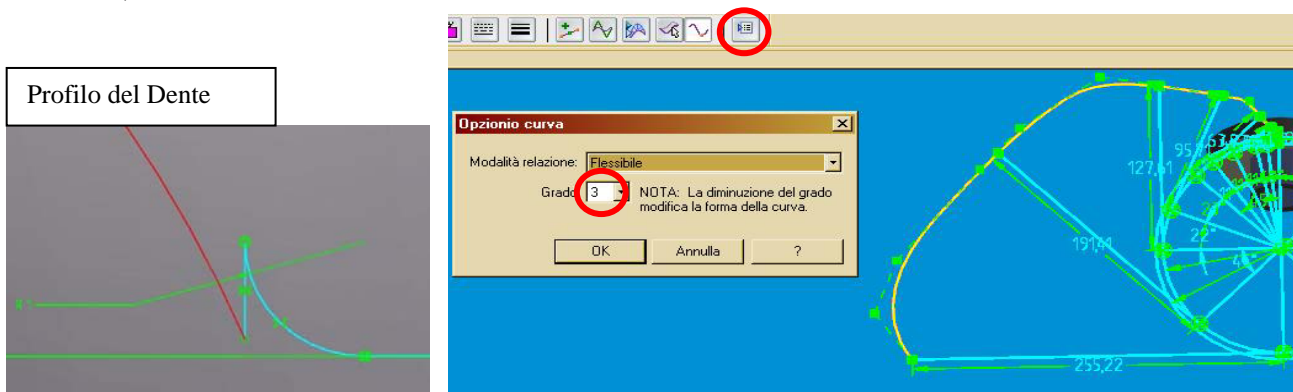 Profilo del Dente
Opzionio curva
Modalità relazione: Flessibile
Grado 3 NOTA: La diminuzione del grado
modifica la forma della curva.
OK Annulla ?
127,61
191,41
22°
255,22